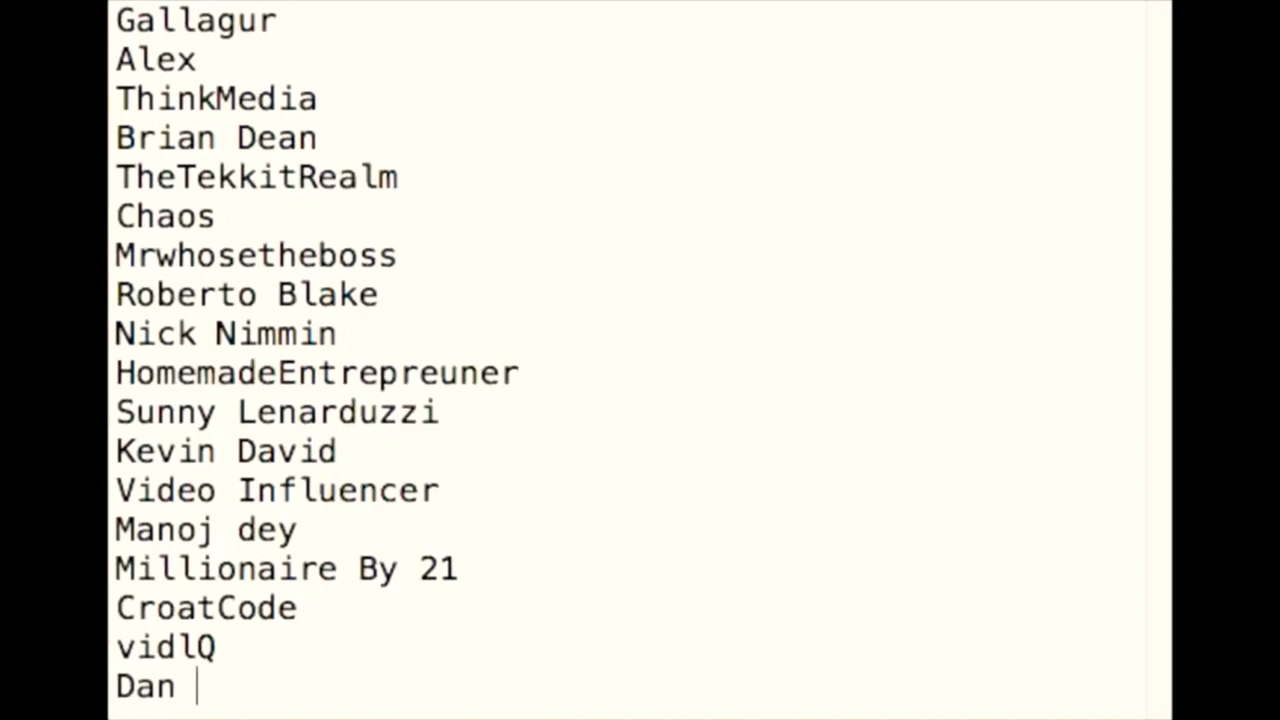 Gallagur
Alex
ThinkMedia
Brian Dean
TheTekkitRealm
Chaos
Mrwhosetheboss
Roberto Blake
Nick Nimmin
HomemadeEntrepreuner
Sunny Lenarduzzi
Kevin David
Video Influencer
Manoj dey
Millionaire By 21
CroatCode
vidlQ
Dan